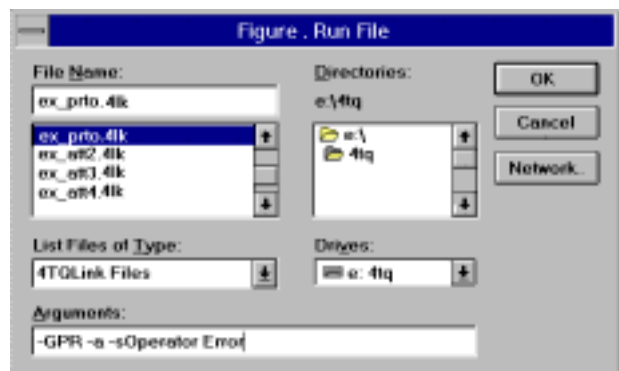 Figure . Run File
File Name:
ex_prto.4lk
ex_prto.4lk
ex_att2.4lk
ex_att3.4lk
ex_att4.4lk
List Files of Type:
4TQLink Files
Directories:
e:\4tq
e:\
4tq
Drives:
e: 4tq
OK
Cancel
Network..
Arguments:
-GPR -a -sOperator Error